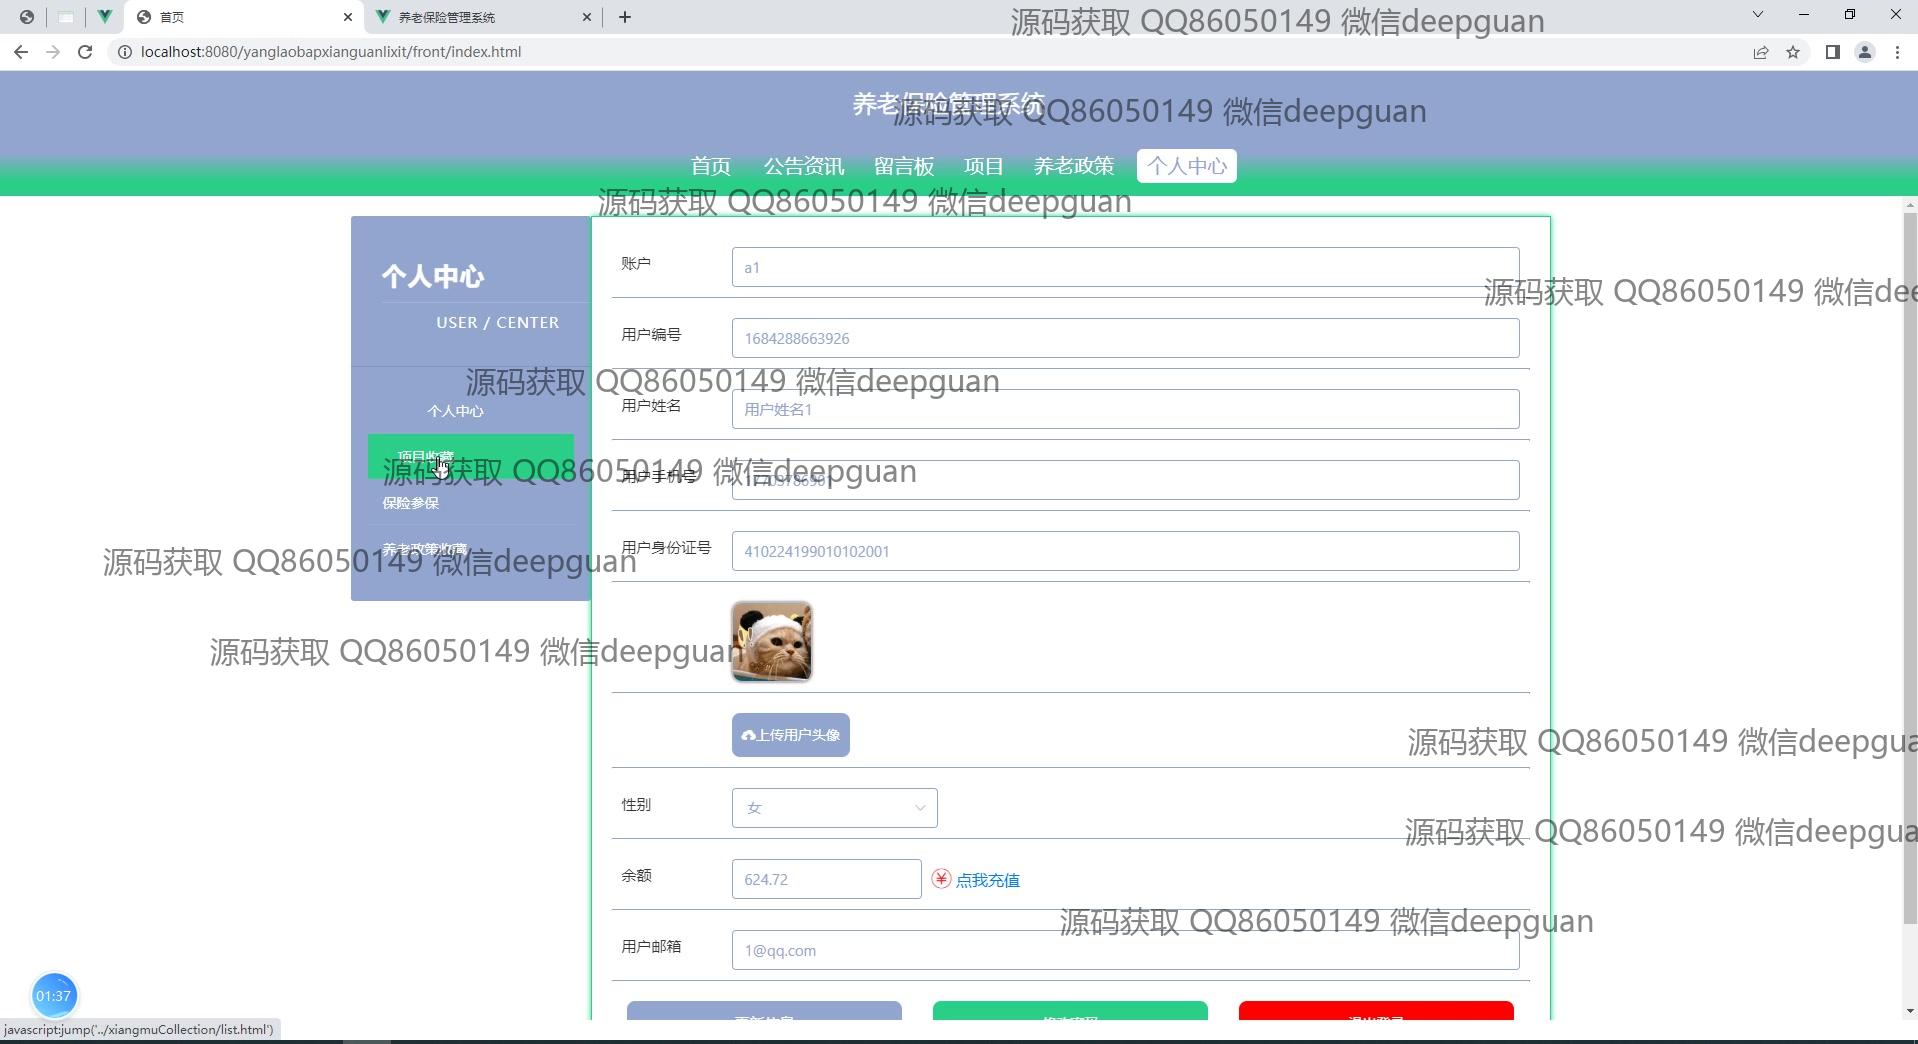 首页
养老保险管理系统
源码获取 QQ86050149 微信deepguan
localhost:8080/yanglaobapxianguanlixit/front/index.html
养老保险管理系统
源码获取 QQ86050149 微信deepguan
首页 公告资讯 留言板 项目 养老政策 个人中心
源码获取 QQ86050149 微信deepguan
个人中心
USER / CENTER
账户 a1
源码获取 QQ86050149 微信dee
用户编号 1684288663926
源码获取 QQ86050149 微信deepguan
个人中心
用户姓名 用户姓名1
项目收藏
源码获取 QQ86050149 微信deepguan
用户手机号 17703786901
保险参保
用户身份证号 410224199010102001
养老政策收藏
源码获取 QQ86050149 微信deepguan
源码获取 QQ86050149 微信deepguan
上传用户头像
源码获取 QQ86050149 微信deepgua
性别 女
源码获取 QQ86050149 微信deepgua
余额 624.72 点我充值
源码获取 QQ86050149 微信deepguan
用户邮箱 1@qq.com
01:37
更新信息 修改密码 退出登录
javascript:jump('../xiangmuCollection/list.html')